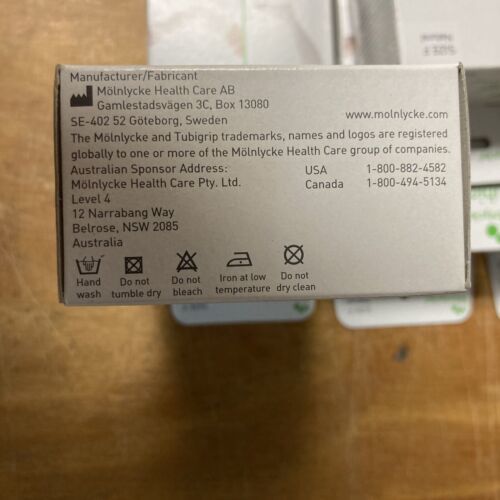 Manufacturer/Fabricant
Mölnlycke Health Care AB
Gamlestadsvägen 3C, Box 13080
SE-402 52 Göteborg, Sweden
www.molnlycke.com
The Mölnlycke and Tubigrip trademarks, names and logos are registered
globally to one or more of the Mölnlycke Health Care group of companies.
Australian Sponsor Address:
Mölnlycke Health Care Pty. Ltd.
Level 4
12 Narrabang Way
Belrose, NSW 2085
Australia
USA 1-800-882-4582
Canada 1-800-494-5134
Hand
wash
Do not
tumble dry
Do not
bleach
Iron at low
temperature
Do not
dry clean